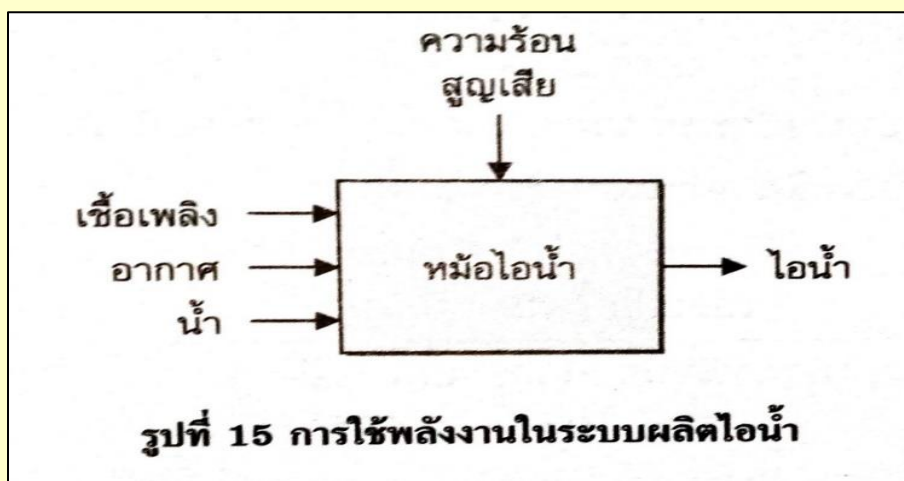 ความร้อน
สูญเสีย
เชื้อเพลิง
อากาศ
น้ำ
หม้อไอน้ำ
ไอน้ำ
รูปที่ 15 การใช้พลังงานในระบบผลิตไอน้ำ